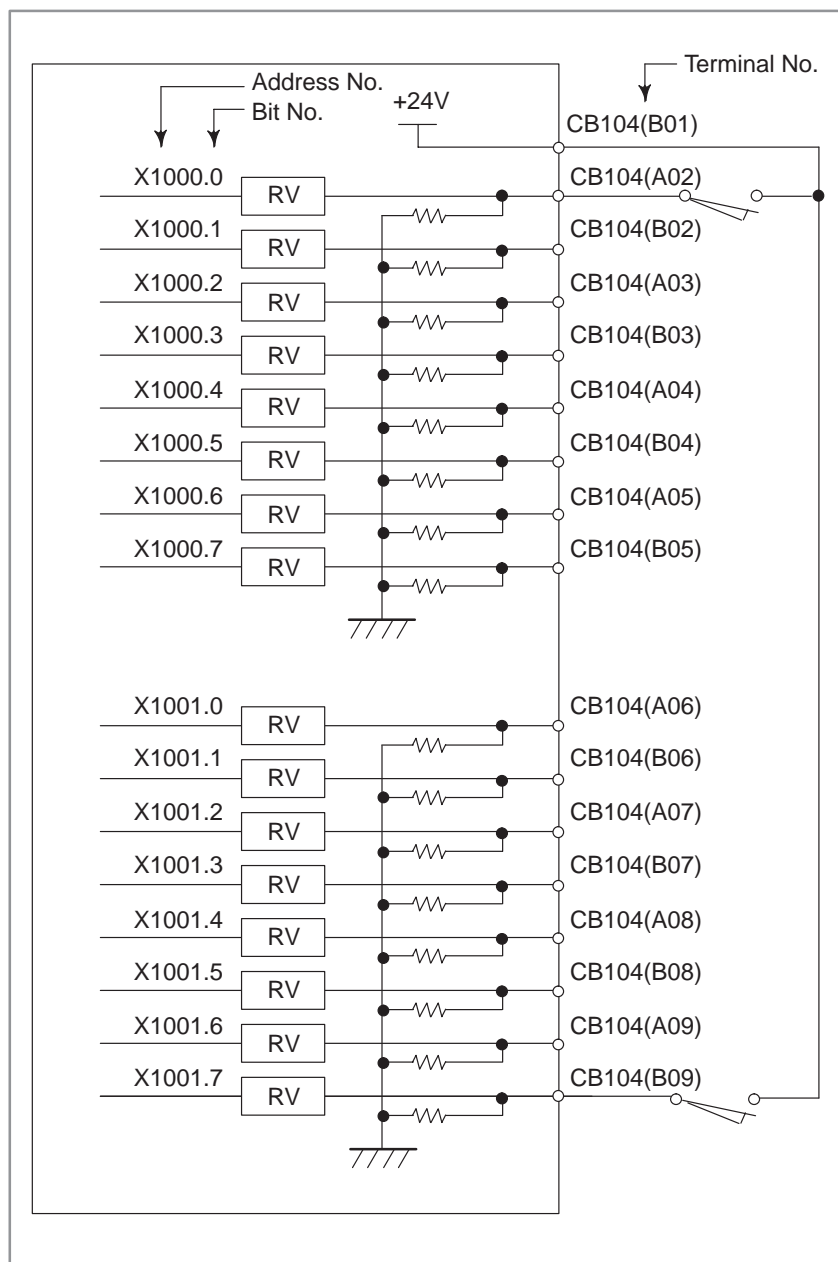 Terminal No.
Address No.
Bit No.
+24V
CB104(B01)
X1000.0 RV CB104(A02)
X1000.1 RV CB104(B02)
X1000.2 RV CB104(A03)
X1000.3 RV CB104(B03)
X1000.4 RV CB104(A04)
X1000.5 RV CB104(B04)
X1000.6 RV CB104(A05)
X1000.7 RV CB104(B05)
X1001.0 RV CB104(A06)
X1001.1 RV CB104(B06)
X1001.2 RV CB104(A07)
X1001.3 RV CB104(B07)
X1001.4 RV CB104(A08)
X1001.5 RV CB104(B08)
X1001.6 RV CB104(A09)
X1001.7 RV CB104(B09)